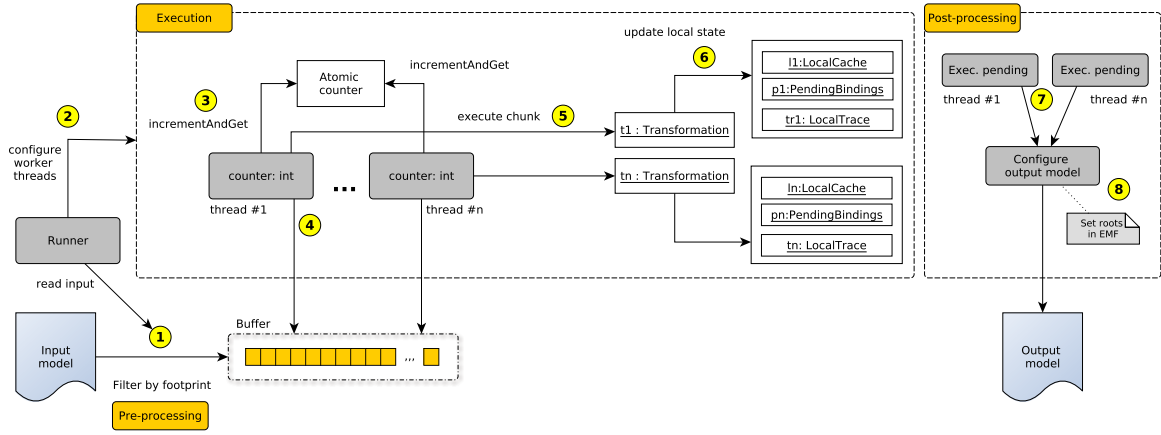 Execution
Post-processing
update local state
6
Atomic
counter
incrementAndGet
l1:LocalCache
p1:PendingBindings
tr1: LocalTrace
Exec. pending
Exec. pending
thread #1
7
thread #n
3
incrementAndGet
2
execute chunk
5
t1 : Transformation
configure
worker
threads
counter: int
...
counter: int
tn : Transformation
Configure
output model
8
thread #1
thread #n
4
ln:LocalCache
pn:PendingBindings
tn: LocalTrace
Set roots
in EMF
Runner
read input
1
Buffer
Input
model
,,,
Output
model
Filter by footprint
Pre-processing